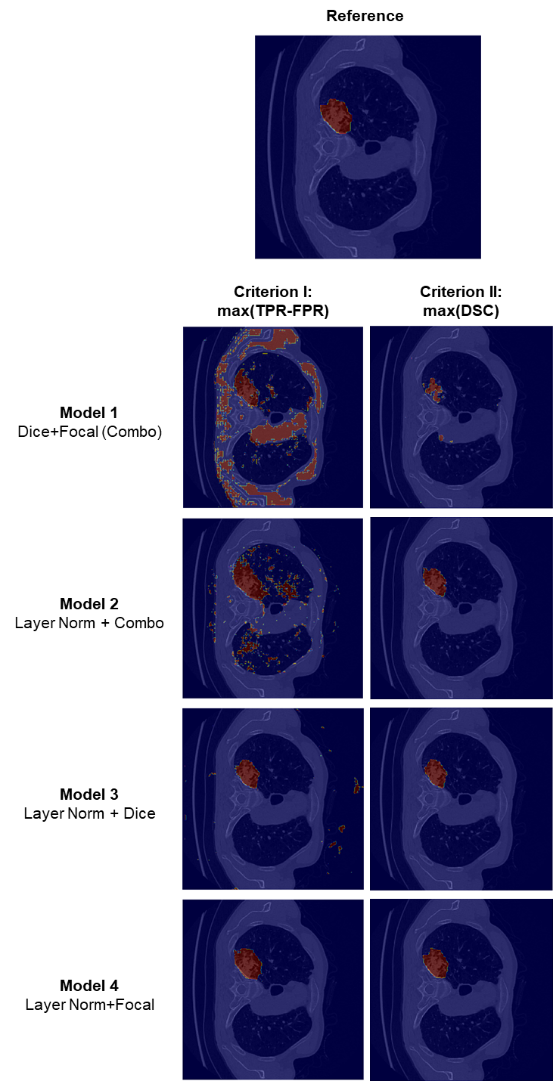 Reference
Criterion I:
max(TPR-FPR)
Criterion II:
max(DSC)
Model 1
Dice+Focal (Combo)
Model 2
Layer Norm + Combo
Model 3
Layer Norm + Dice
Model 4
Layer Norm+Focal